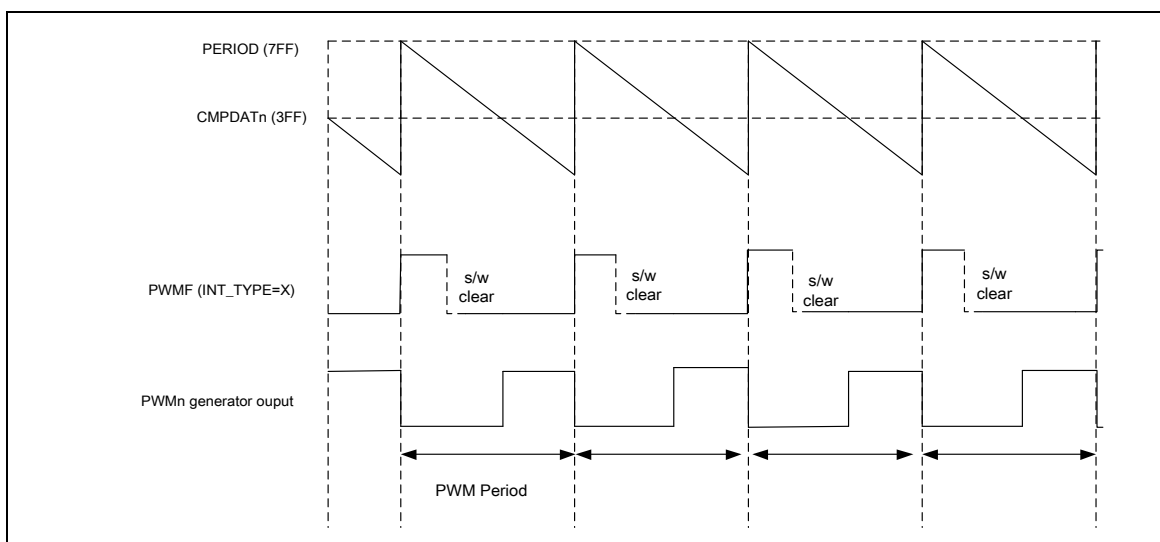 PERIOD (7FF)
CMPDATn (3FF)
PWMF (INT_TYPE=X)
s/w
clear
s/w
clear
s/w
clear
s/w
clear
PWMn generator ouput
PWM Period